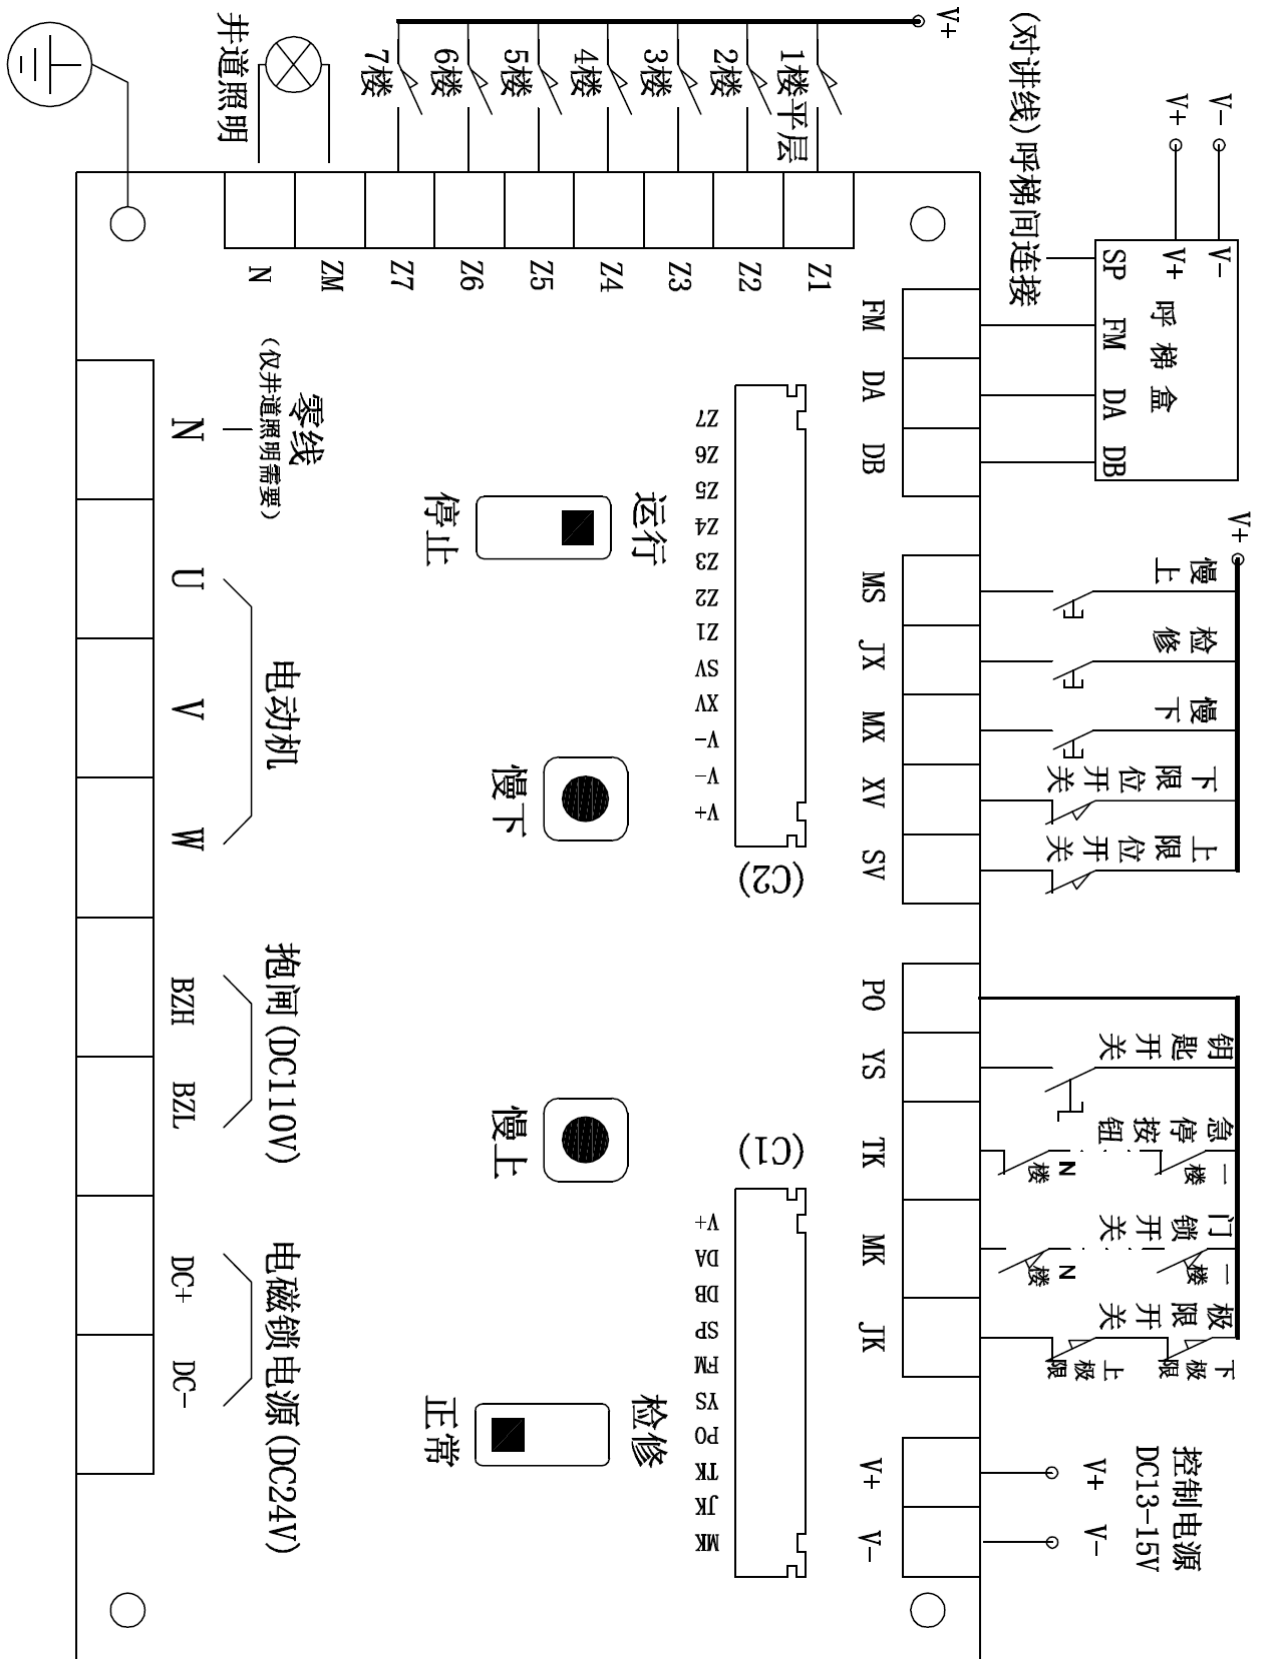 (对讲线)呼梯间连接
V-
V+
V-
V+
呼梯盒
SP
FM
DA
DB
V+
慢上
检修
慢下
下限位开关
上限位开关
钥匙开关
急停按钮
一楼
N楼
门锁开关
一楼
N楼
极限开关
下极限
上极限
控制电源
DC13-15V
V+
V-
FM
DA
DB
MS
JX
MX
XV
SV
PO
YS
TK
MK
JK
V+
V-
V+
1楼平层
2楼
3楼
4楼
5楼
6楼
7楼
井道照明
Z1
Z2
Z3
Z4
Z5
Z6
Z7
ZM
N
(C2)
Z7
Z6
Z5
Z4
Z3
Z2
Z1
SV
XV
V-
V-
V+
(C1)
V+
DA
DB
SP
FM
YS
PO
TK
JK
MK
运行
停止
慢下
慢上
检修
正常
零线
(仅井道照明需要)
电动机
抱闸(DC110V)
电磁锁电源(DC24V)
N
U
V
W
BZH
BZL
DC+
DC-